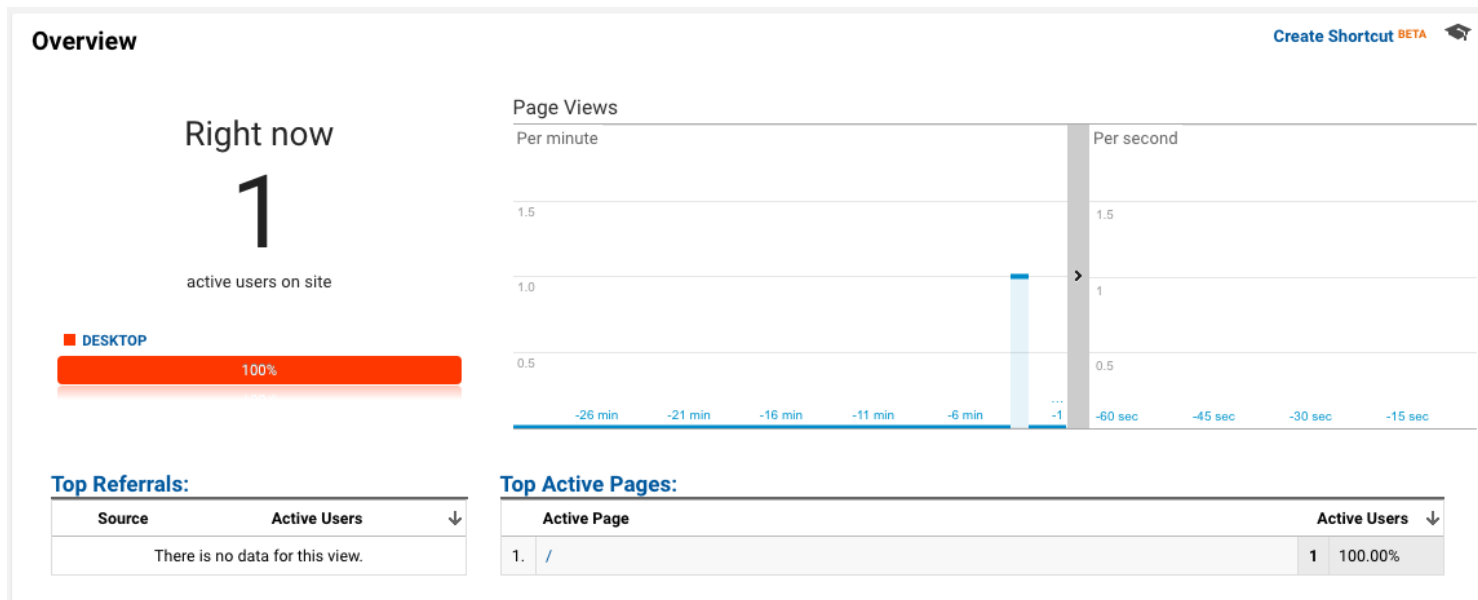 Overview
Create Shortcut BETA
Right now
1
active users on site
DESKTOP
100%
Page Views
Per minute
Per second
1.5
1.0
0.5
-26 min -21 min -16 min -11 min -6 min ... -1
1.5
1
0.5
-60 sec -45 sec -30 sec -15 sec
Top Referrals:
Source Active Users
There is no data for this view.
Top Active Pages:
Active Page Active Users
1. / 1 100.00%